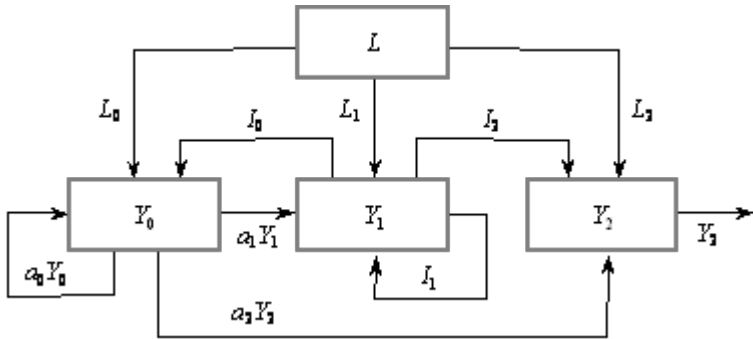 L
L₀ L₁ L₂
I₀ I₂
Y₀ Y₁ Y₂
a₁Y₁ Y₂
a₀Y₀ I₁
a₂Y₂